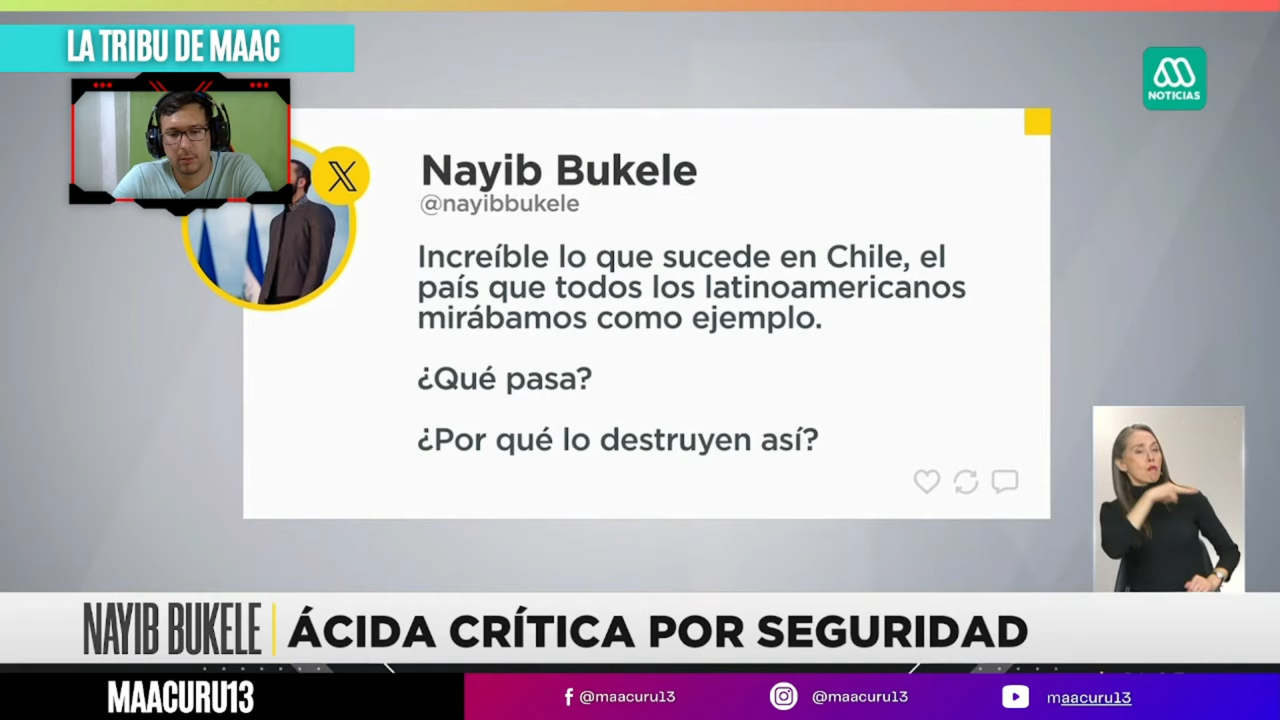 LA TRIBU DE MAAC
NOTICIAS
X
Nayib Bukele
@nayibbukele
Increíble lo que sucede en Chile, el
país que todos los latinoamericanos
mirábamos como ejemplo.
¿Qué pasa?
¿Por qué lo destruyen así?
NAYIB BUKELE
ÁCIDA CRÍTICA POR SEGURIDAD
MAACURU13
@maacuru13
@maacuru13
maacuru13